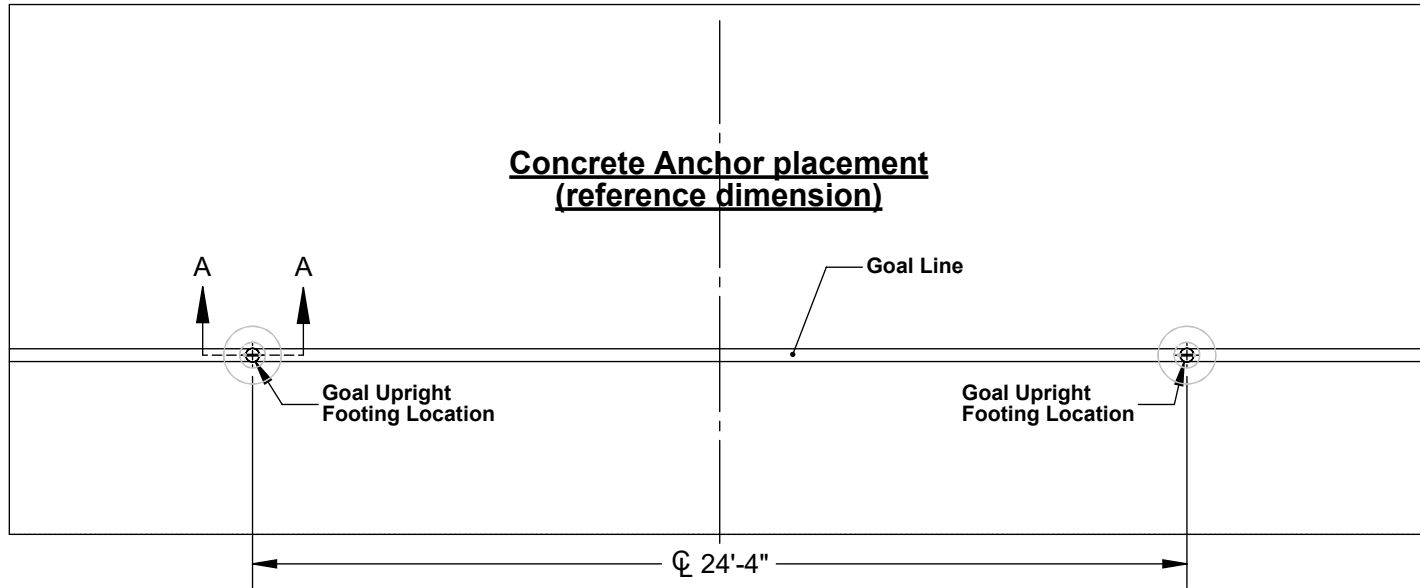 Concrete Anchor placement
(reference dimension)
A A
Goal Line
Goal Upright
Footing Location
Goal Upright
Footing Location
℄ 24'-4"